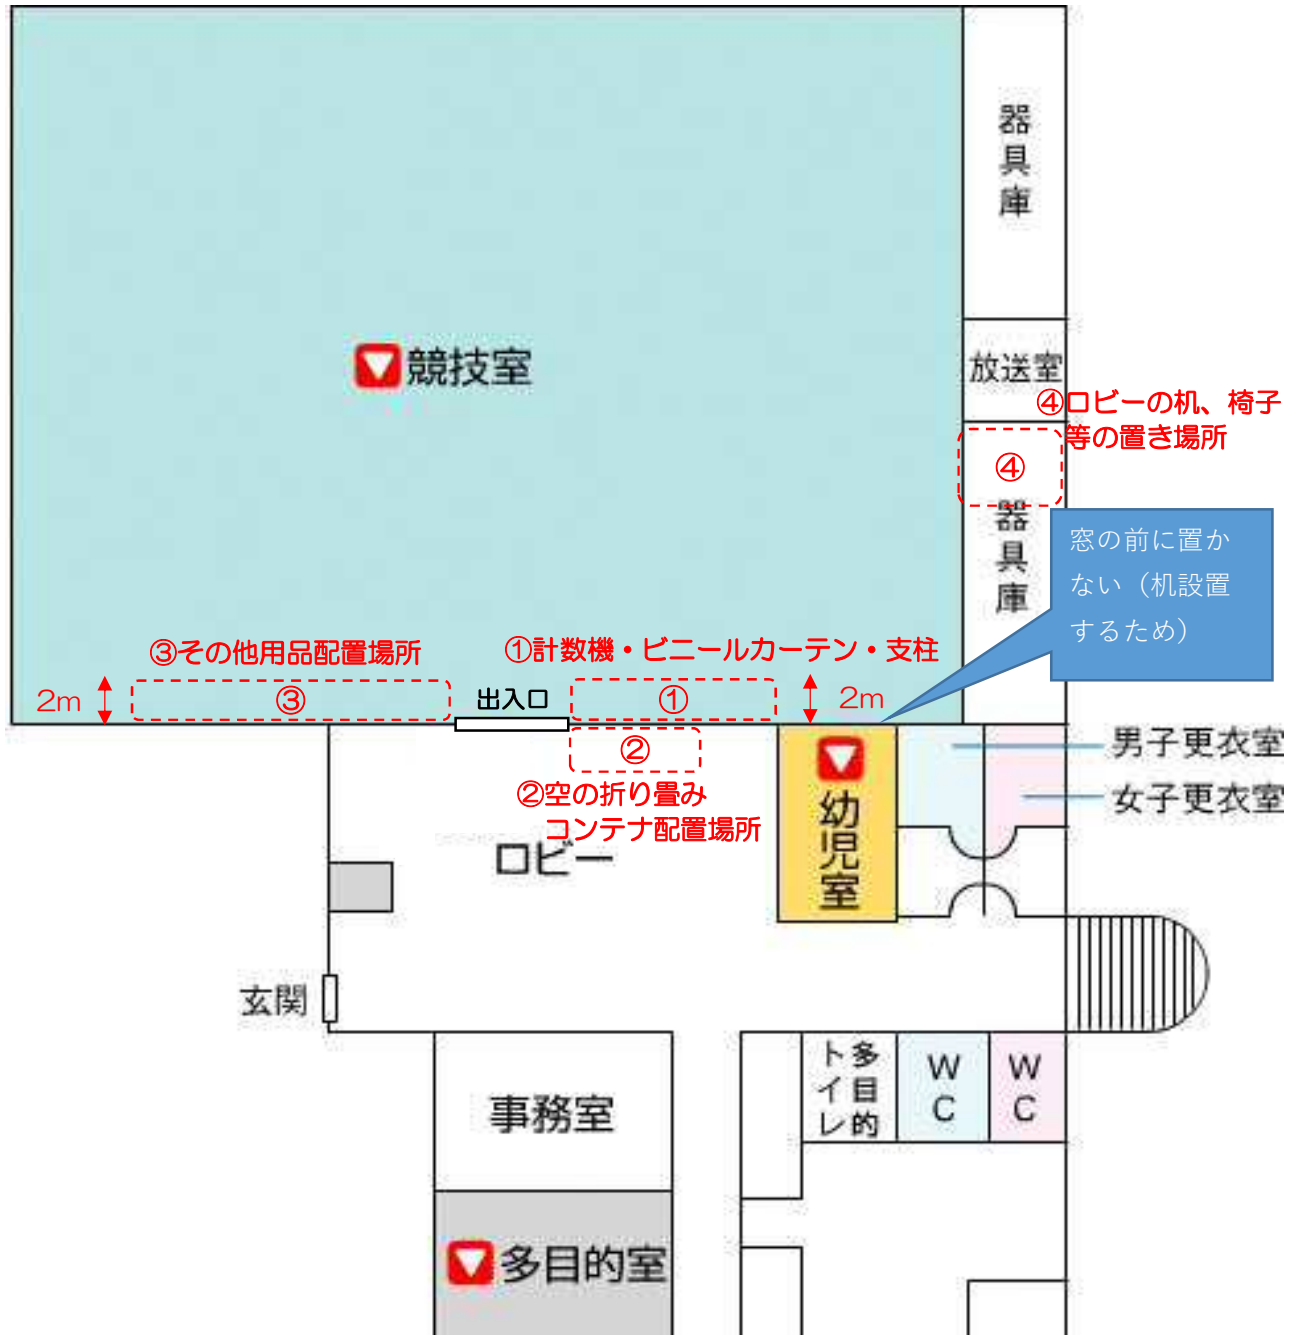 器具庫
競技室
放送室
④ロビーの机、椅子
等の置き場所
④
器具庫
窓の前に置か
ない（机設置
するため）
③その他用品配置場所
①計数機・ビニールカーテン・支柱
2m
③
出入口
①
2m
②
②空の折り畳み
コンテナ配置場所
ロビー
幼児室
男子更衣室
女子更衣室
玄関
事務室
多目的
トイレ
WC
WC
多目的室